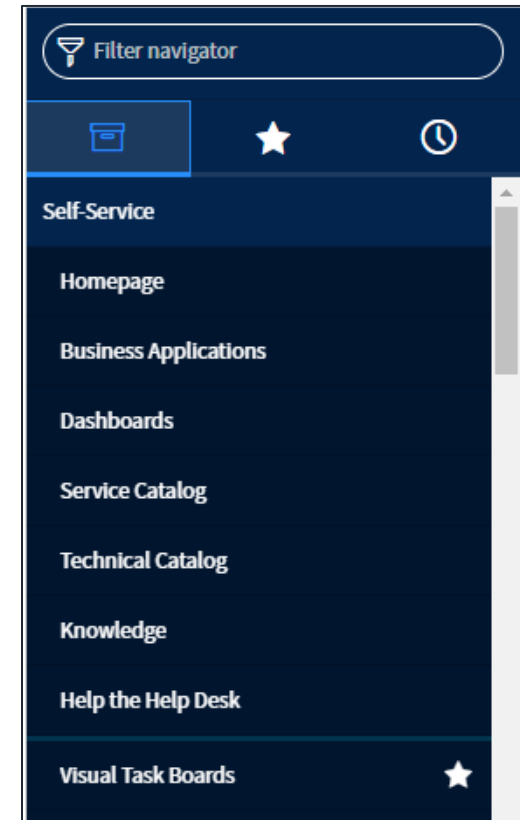 Filter navigator
Self-Service
Homepage
Business Applications
Dashboards
Service Catalog
Technical Catalog
Knowledge
Help the Help Desk
Visual Task Boards